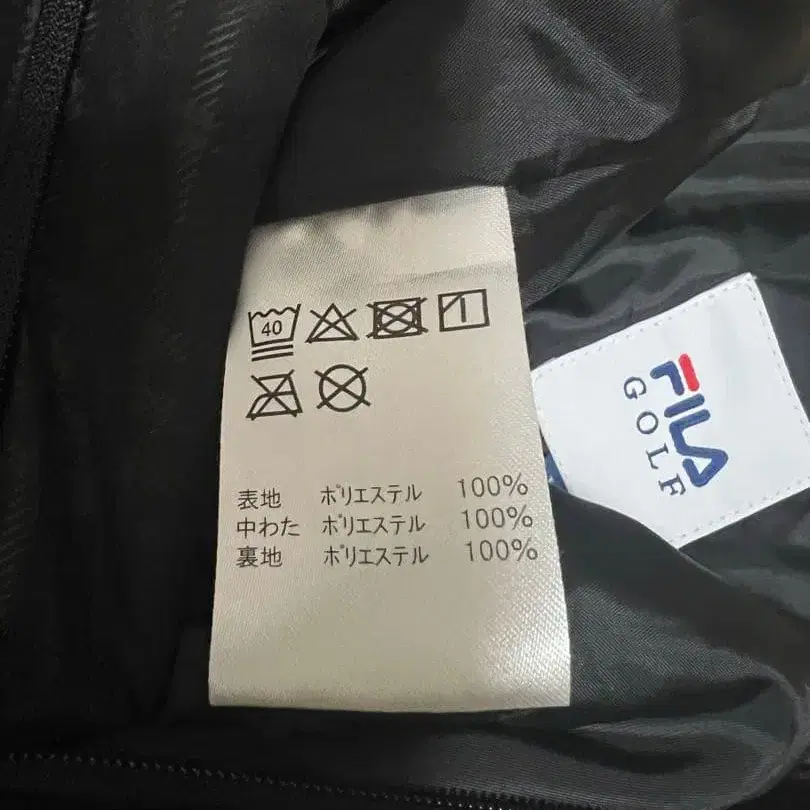 40
表地 ポリエステル 100%
中わた ポリエステル 100%
裏地 ポリエステル 100%
FILA
GOLF